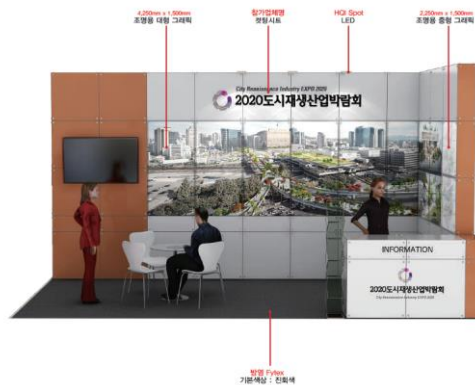 4,250mm x 1,500mm
조명용 대형 그래픽
참가업체명
컷팅시트
HQI Spot
LED
2,250mm x 1,500mm
조명용 중형 그래픽
City Renaissance Industry EXPO 2020
2020도시재생산업박람회
INFORMATION
2020도시재생산업박람회
City Renaissance Industry EXPO 2020
방염 Fytex
기본색상 : 진회색